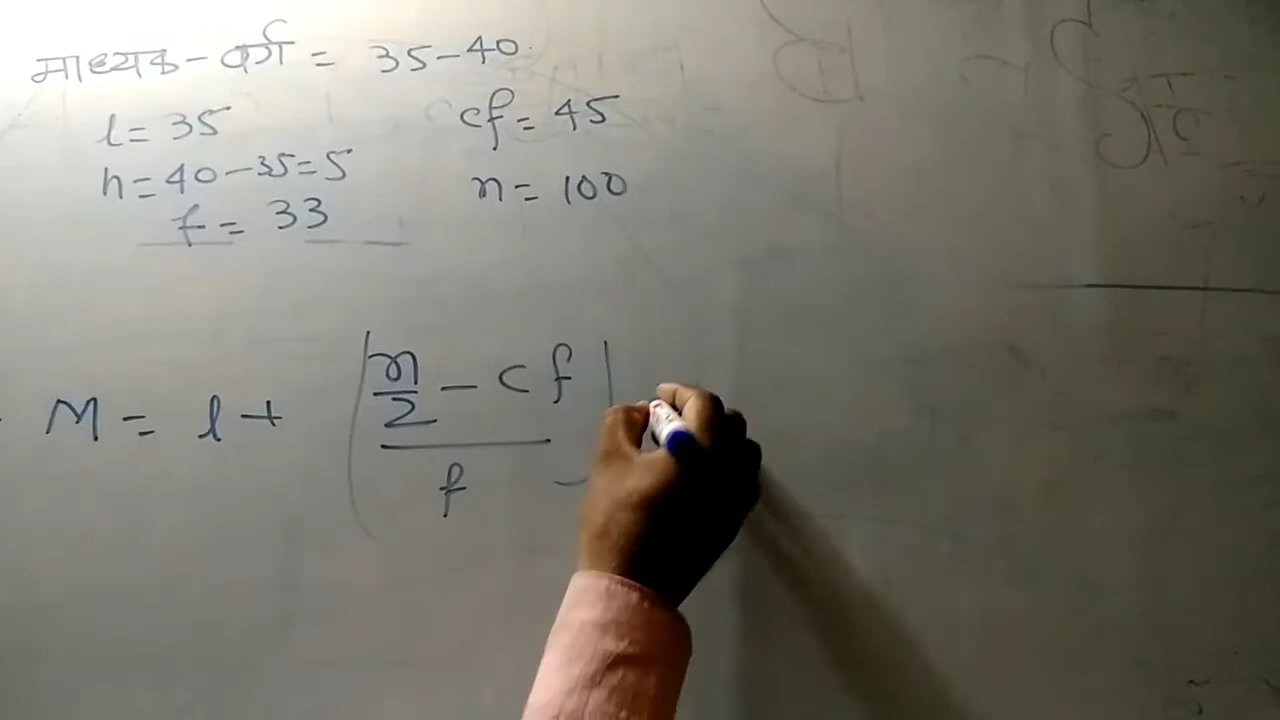 माध्यक-वर्ग = 35-40
l = 35
cf = 45
h = 40-35=5
n = 100
f = 33
M = l + ( n/2 - cf / f )